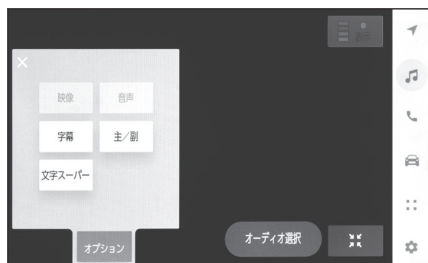 映像 音声
字幕 主／副
文字スーパー
オプション
オーディオ選択